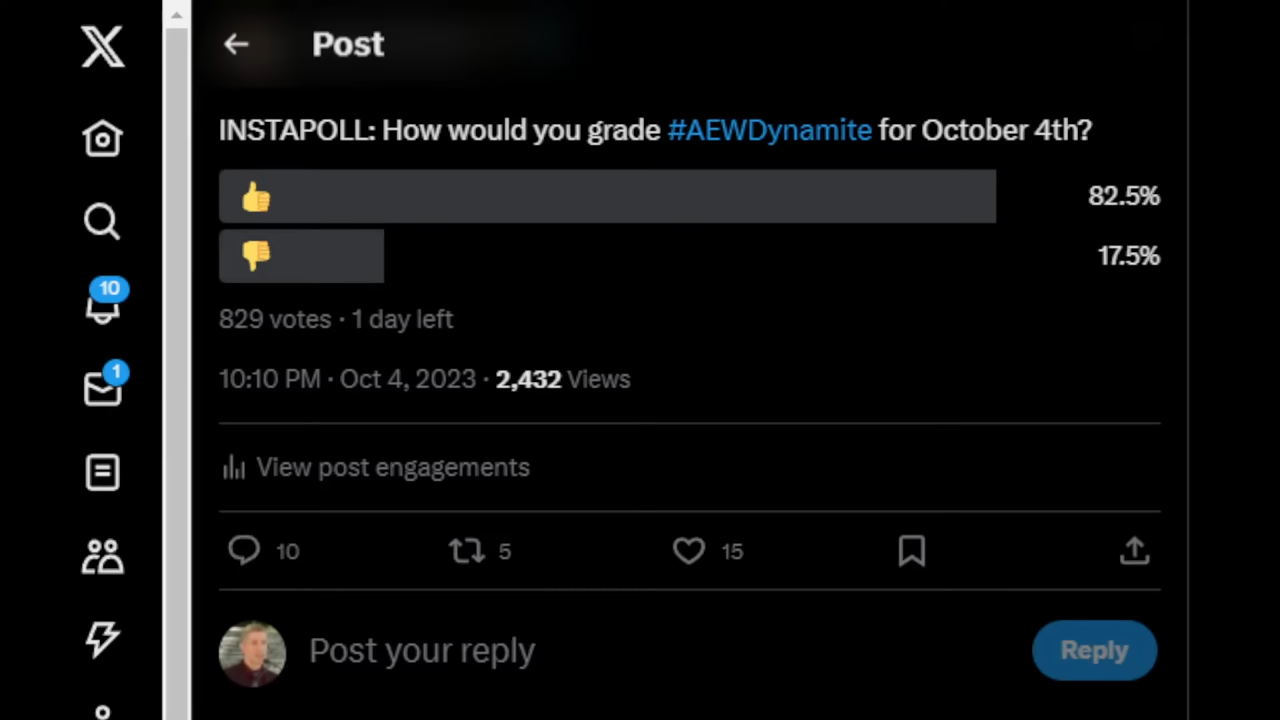 Post
INSTAPOLL: How would you grade #AEWDynamite for October 4th?
👍 82.5%
👎 17.5%
829 votes · 1 day left
10:10 PM · Oct 4, 2023 · 2,432 Views
View post engagements
10 5 15
Post your reply Reply
10
1